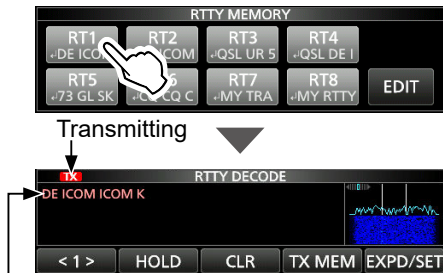 RTTY MEMORY
RT1 RT2 RT3 RT4
↲DE ICO COM ↲QSL UR 5 ↲QSL DE I
RT5 6 RT7 RT8 EDIT
↲73 GL SK CQ C ↲MY TRA ↲MY RTTY
Transmitting
TX RTTY DECODE
DE ICOM ICOM K
< 1 > HOLD CLR TX MEM EXPD/SET